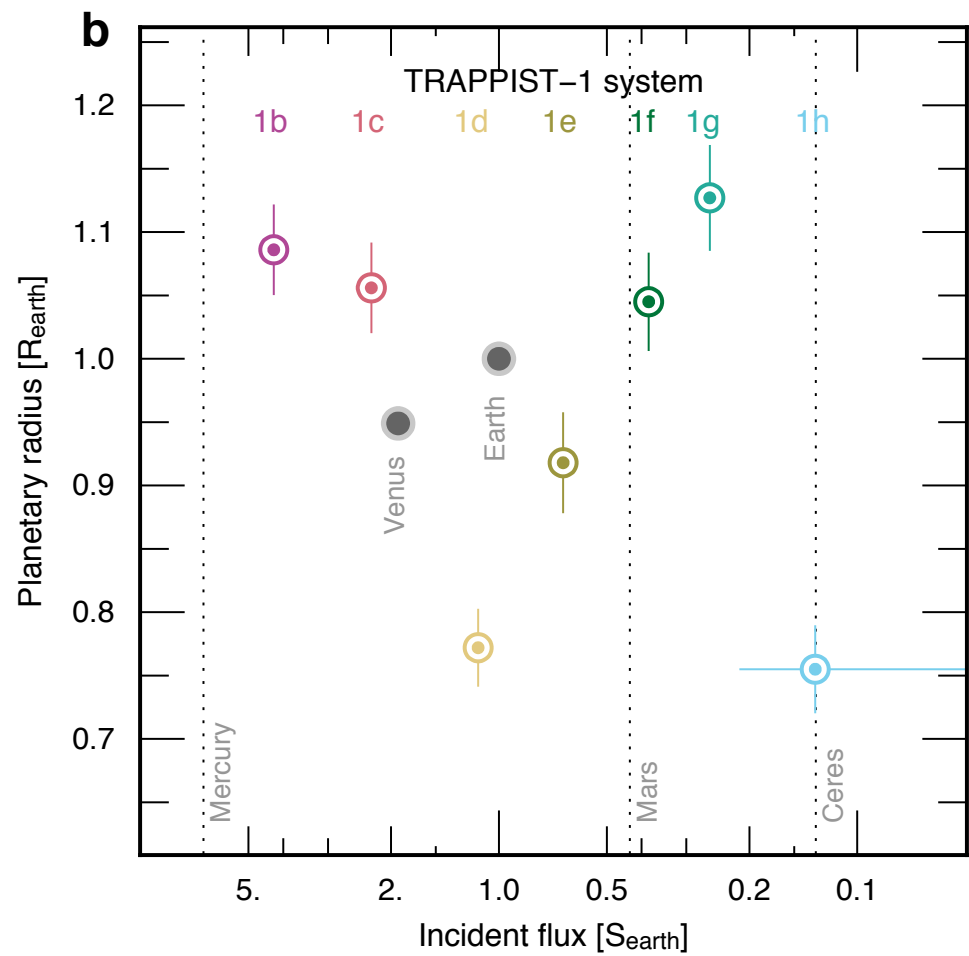 b
TRAPPIST−1 system
1b 1c 1d 1e 1f 1g 1h
1.2
1.1
1.0
0.9
0.8
0.7
Planetary radius [Rearth]
Venus
Earth
Mercury
Mars
Ceres
5. 2. 1.0 0.5 0.2 0.1
Incident flux [Searth]